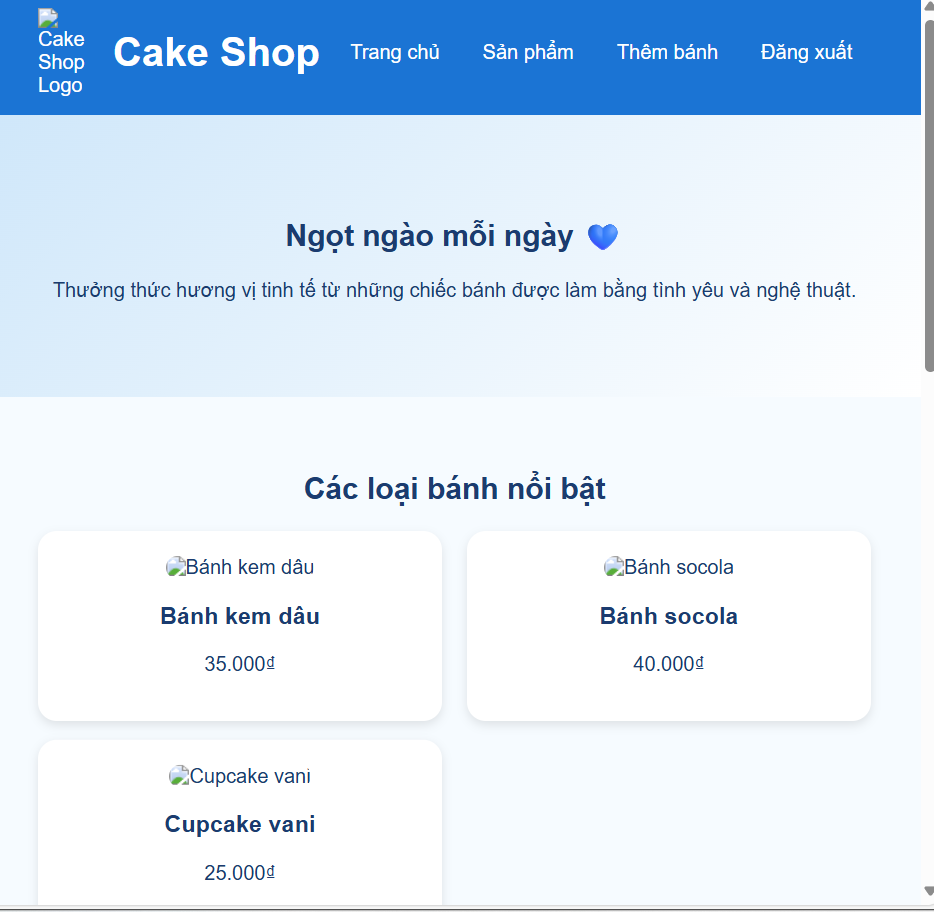 Cake
Shop
Logo
Cake Shop
Trang chủ
Sản phẩm
Thêm bánh
Đăng xuất
Ngọt ngào mỗi ngày 💙
Thưởng thức hương vị tinh tế từ những chiếc bánh được làm bằng tình yêu và nghệ thuật.
Các loại bánh nổi bật
Bánh kem dâu
Bánh kem dâu
35.000₫
Bánh socola
Bánh socola
40.000₫
Cupcake vani
Cupcake vani
25.000₫